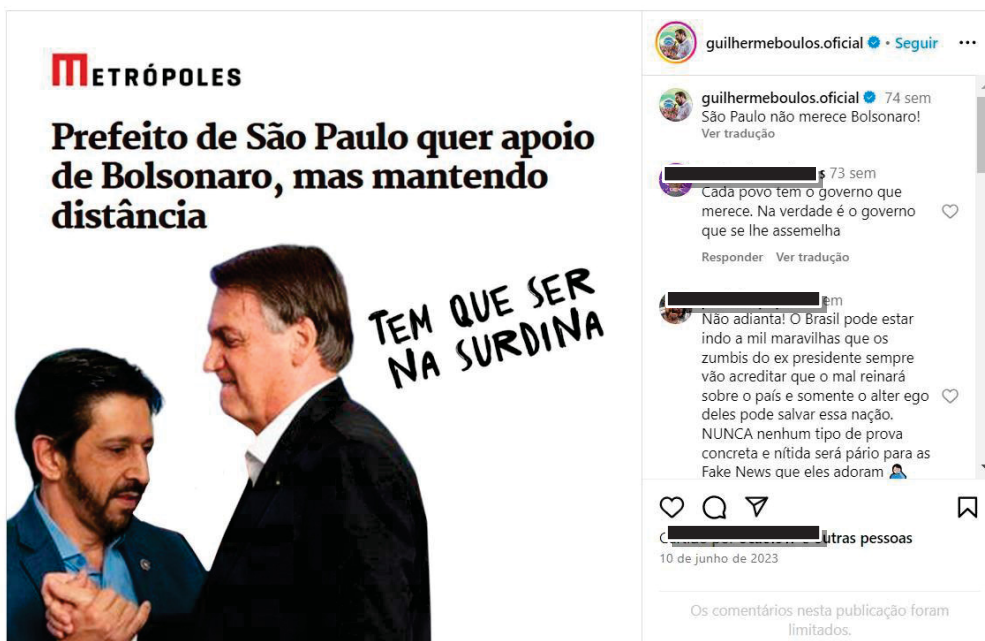 METRÓPOLES
Prefeito de São Paulo quer apoio
de Bolsonaro, mas mantendo
distância
TEM QUE SER
NA SURDINA
guilhermeboulos.oficial • Seguir
guilhermeboulos.oficial 74 sem
São Paulo não merece Bolsonaro!
Ver tradução
73 sem
Cada povo tem o governo que
merece. Na verdade é o governo
que se lhe assemelha
Responder Ver tradução
Não adianta! O Brasil pode estar
indo a mil maravilhas que os
zumbis do ex presidente sempre
vão acreditar que o mal reinará
sobre o país e somente o alter ego
deles pode salvar essa nação.
NUNCA nenhum tipo de prova
concreta e nítida será pário para as
Fake News que eles adoram
outras pessoas
10 de junho de 2023
Os comentários nesta publicação foram
limitados.